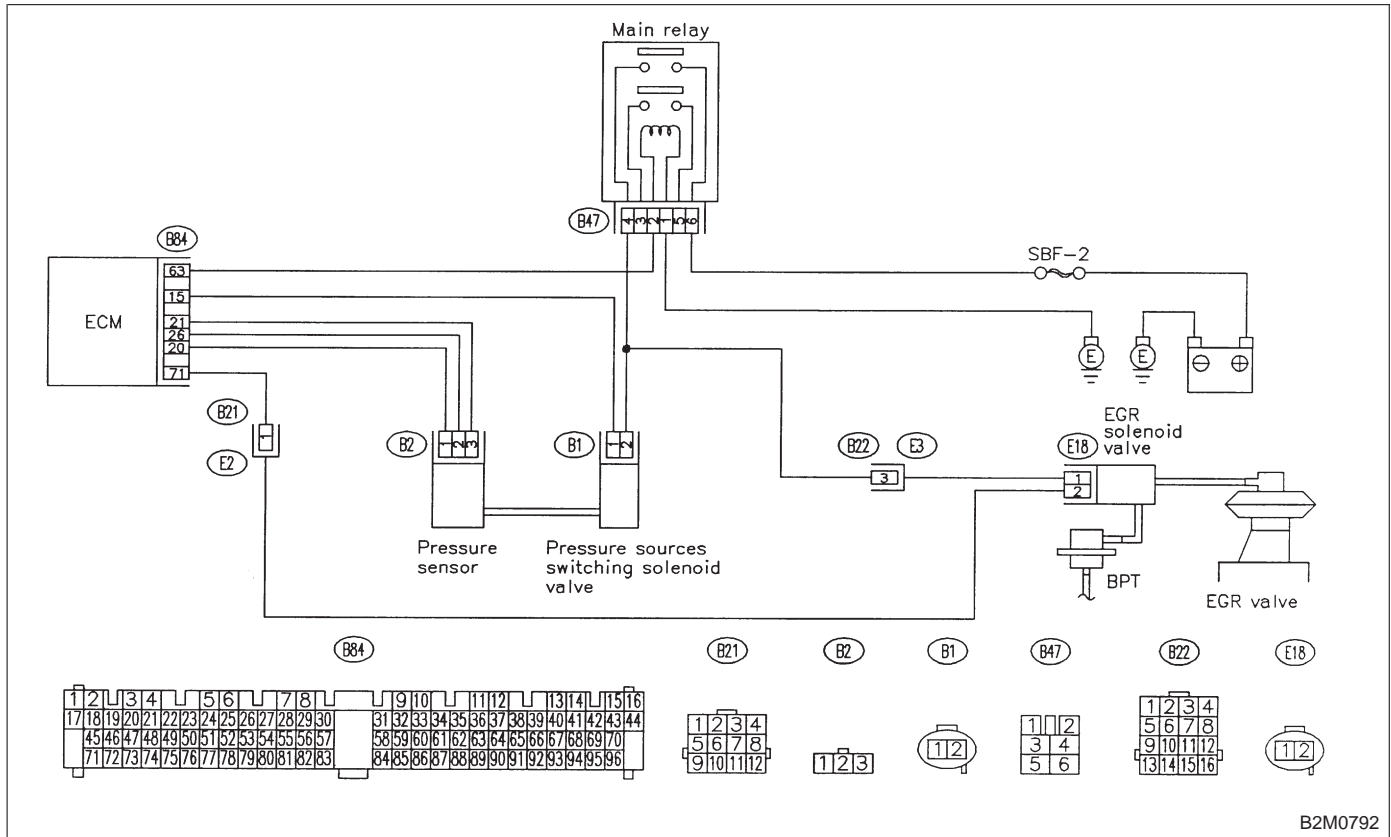 Main relay
B47
4 3 2 1 5 6
B84
SBF-2
63
15
ECM
21
26
20
71
E
E
⊖ ⊕
B21
1
E2
B2
1 2 3
B1
1 2
B22
3
E3
EGR
solenoid
valve
E18
1
2
Pressure
sensor
Pressure sources
switching solenoid
valve
BPT
EGR valve
B84
1 2 3 4 5 6 7 8 9 10 11 12 13 14 15 16
17 18 19 20 21 22 23 24 25 26 27 28 29 30 31 32 33 34 35 36 37 38 39 40 41 42 43 44
45 46 47 48 49 50 51 52 53 54 55 56 57 58 59 60 61 62 63 64 65 66 67 68 69 70
71 72 73 74 75 76 77 78 79 80 81 82 83 84 85 86 87 88 89 90 91 92 93 94 95 96
B21
1 2 3 4
5 6 7 8
9 10 11 12
B2
1 2 3
B1
1 2
B47
1 2
3 4
5 6
B22
1 2 3 4
5 6 7 8
9 10 11 12
13 14 15 16
E18
1 2
B2M0792